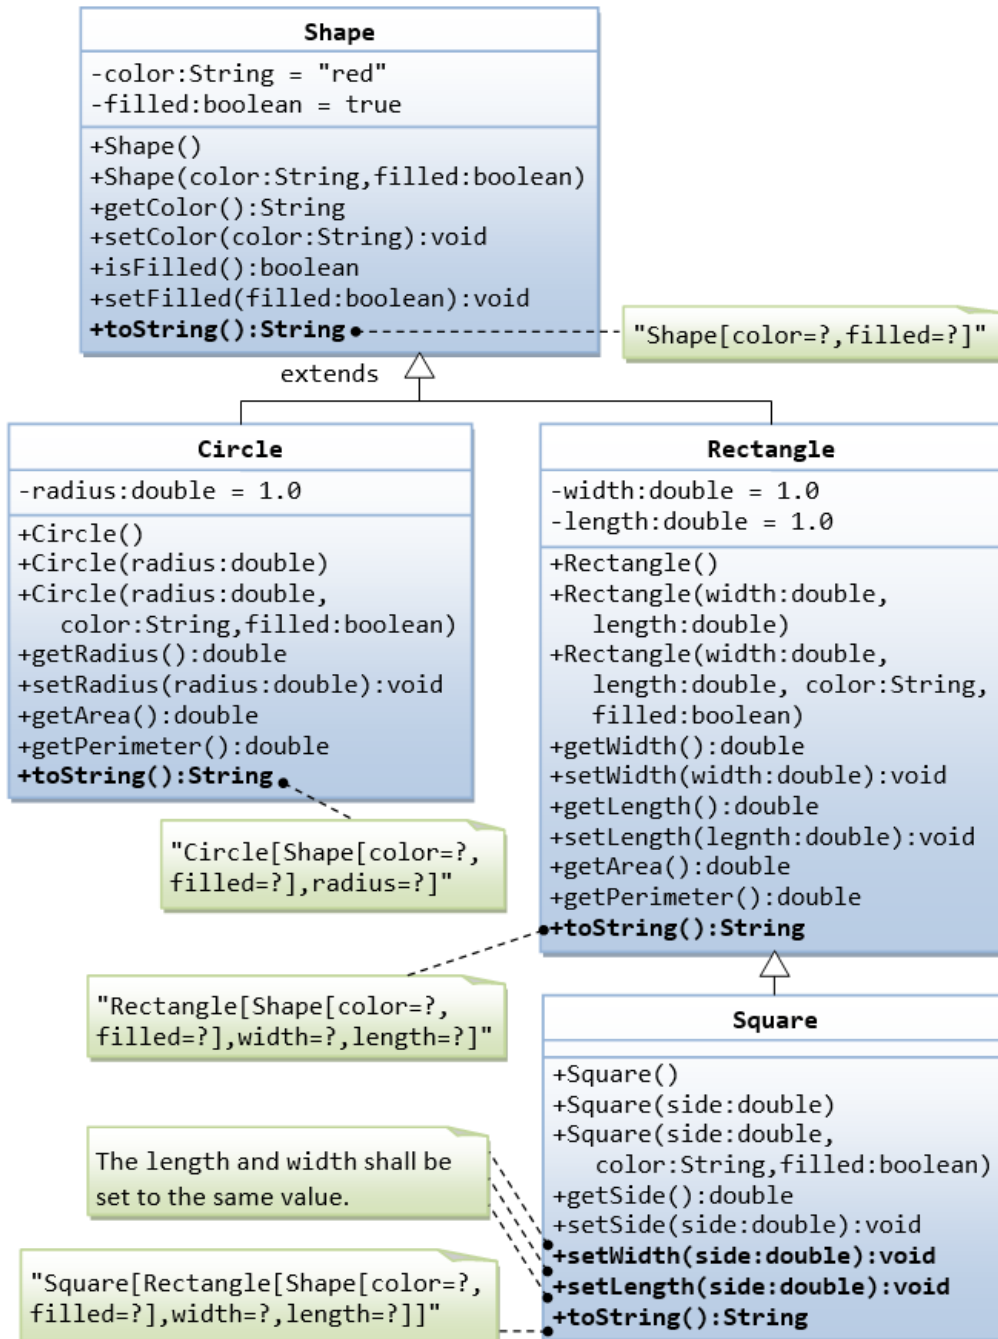 Shape
-color:String = "red"
-filled:boolean = true
+Shape()
+Shape(color:String,filled:boolean)
+getColor():String
+setColor(color:String):void
+isFilled():boolean
+setFilled(filled:boolean):void
+toString():String
"Shape[color=?,filled=?]"
extends
Circle
-radius:double = 1.0
+Circle()
+Circle(radius:double)
+Circle(radius:double,
color:String,filled:boolean)
+getRadius():double
+setRadius(radius:double):void
+getArea():double
+getPerimeter():double
+toString():String
"Circle[Shape[color=?,
filled=?],radius=?]"
Rectangle
-width:double = 1.0
-length:double = 1.0
+Rectangle()
+Rectangle(width:double,
length:double)
+Rectangle(width:double,
length:double, color:String,
filled:boolean)
+getWidth():double
+setWidth(width:double):void
+getLength():double
+setLength(legnth:double):void
+getArea():double
+getPerimeter():double
+toString():String
"Rectangle[Shape[color=?,
filled=?],width=?,length=?]"
Square
+Square()
+Square(side:double)
+Square(side:double,
color:String,filled:boolean)
+getSide():double
+setSide(side:double):void
+setWidth(side:double):void
+setLength(side:double):void
+toString():String
The length and width shall be
set to the same value.
"Square[Rectangle[Shape[color=?,
filled=?],width=?,length=?]]"